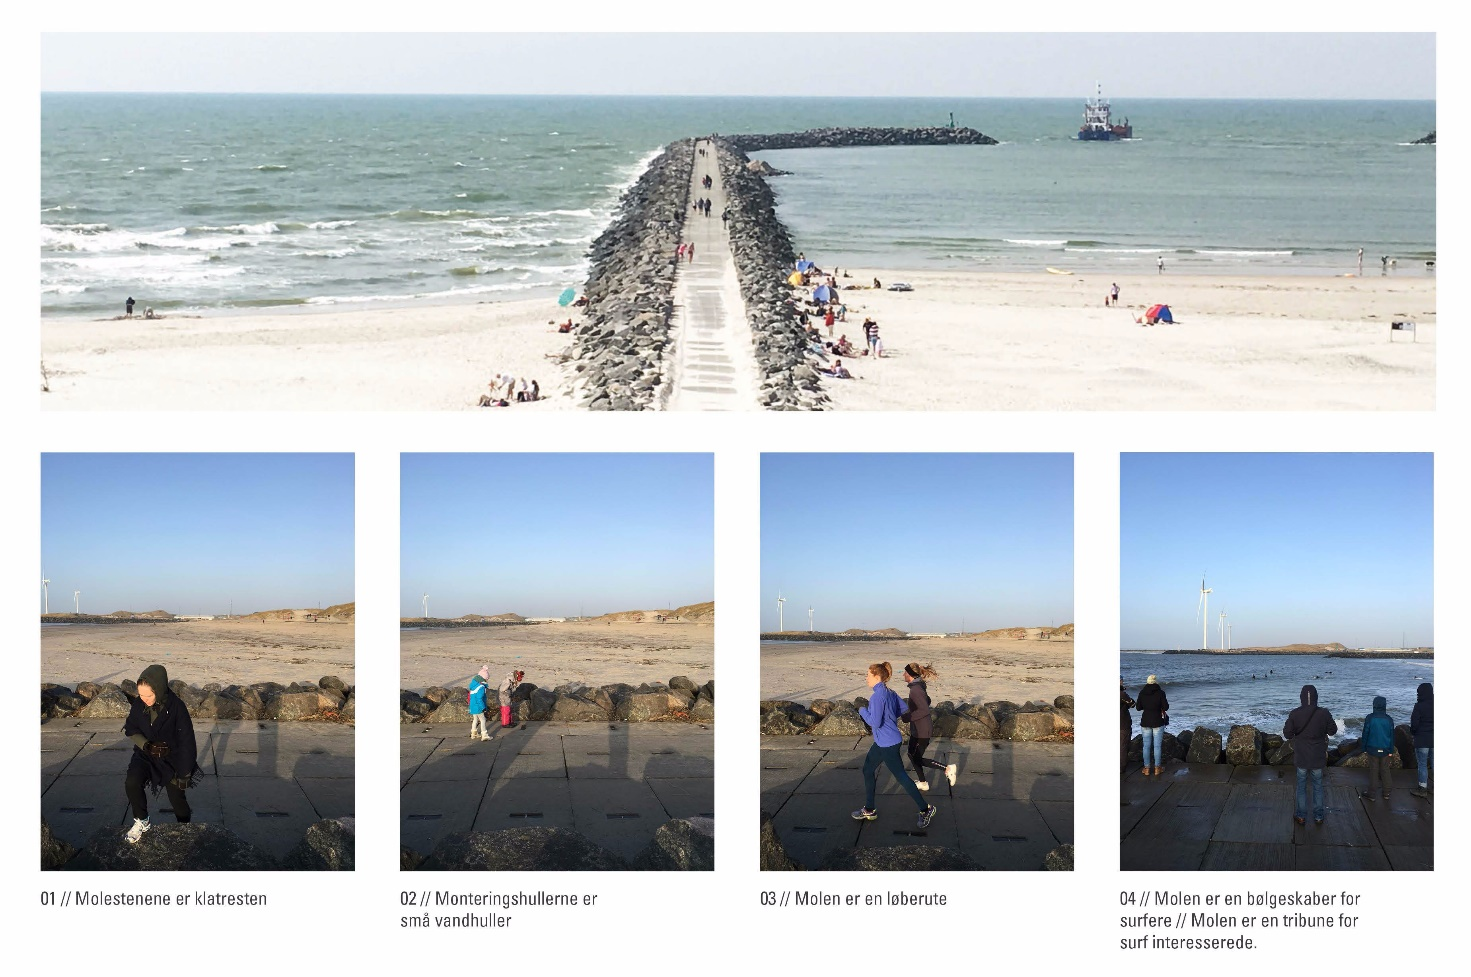 01 // Molestenene er klatresten
02 // Monteringshullerne er
små vandhuller
03 // Molen er en løberute
04 // Molen er en bølgeskaber for
surfere // Molen er en tribune for
surf interesserede.